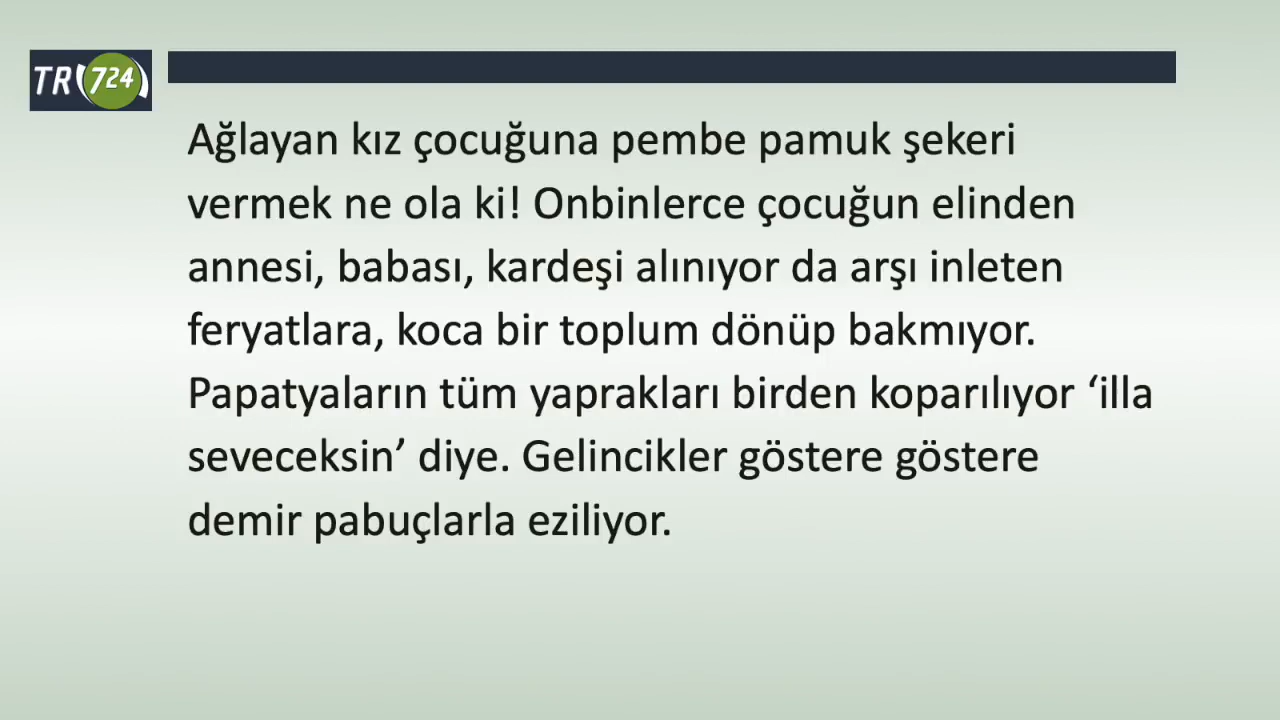 TR724
Ağlayan kız çocuğuna pembe pamuk şekeri
vermek ne ola ki! Onbinlerce çocuğun elinden
annesi, babası, kardeşi alınıyor da arşı inleten
feryatlara, koca bir toplum dönüp bakmıyor.
Papatyaların tüm yaprakları birden koparılıyor ‘illa
seveceksin’ diye. Gelincikler göstere göstere
demir pabuçlarla eziliyor.